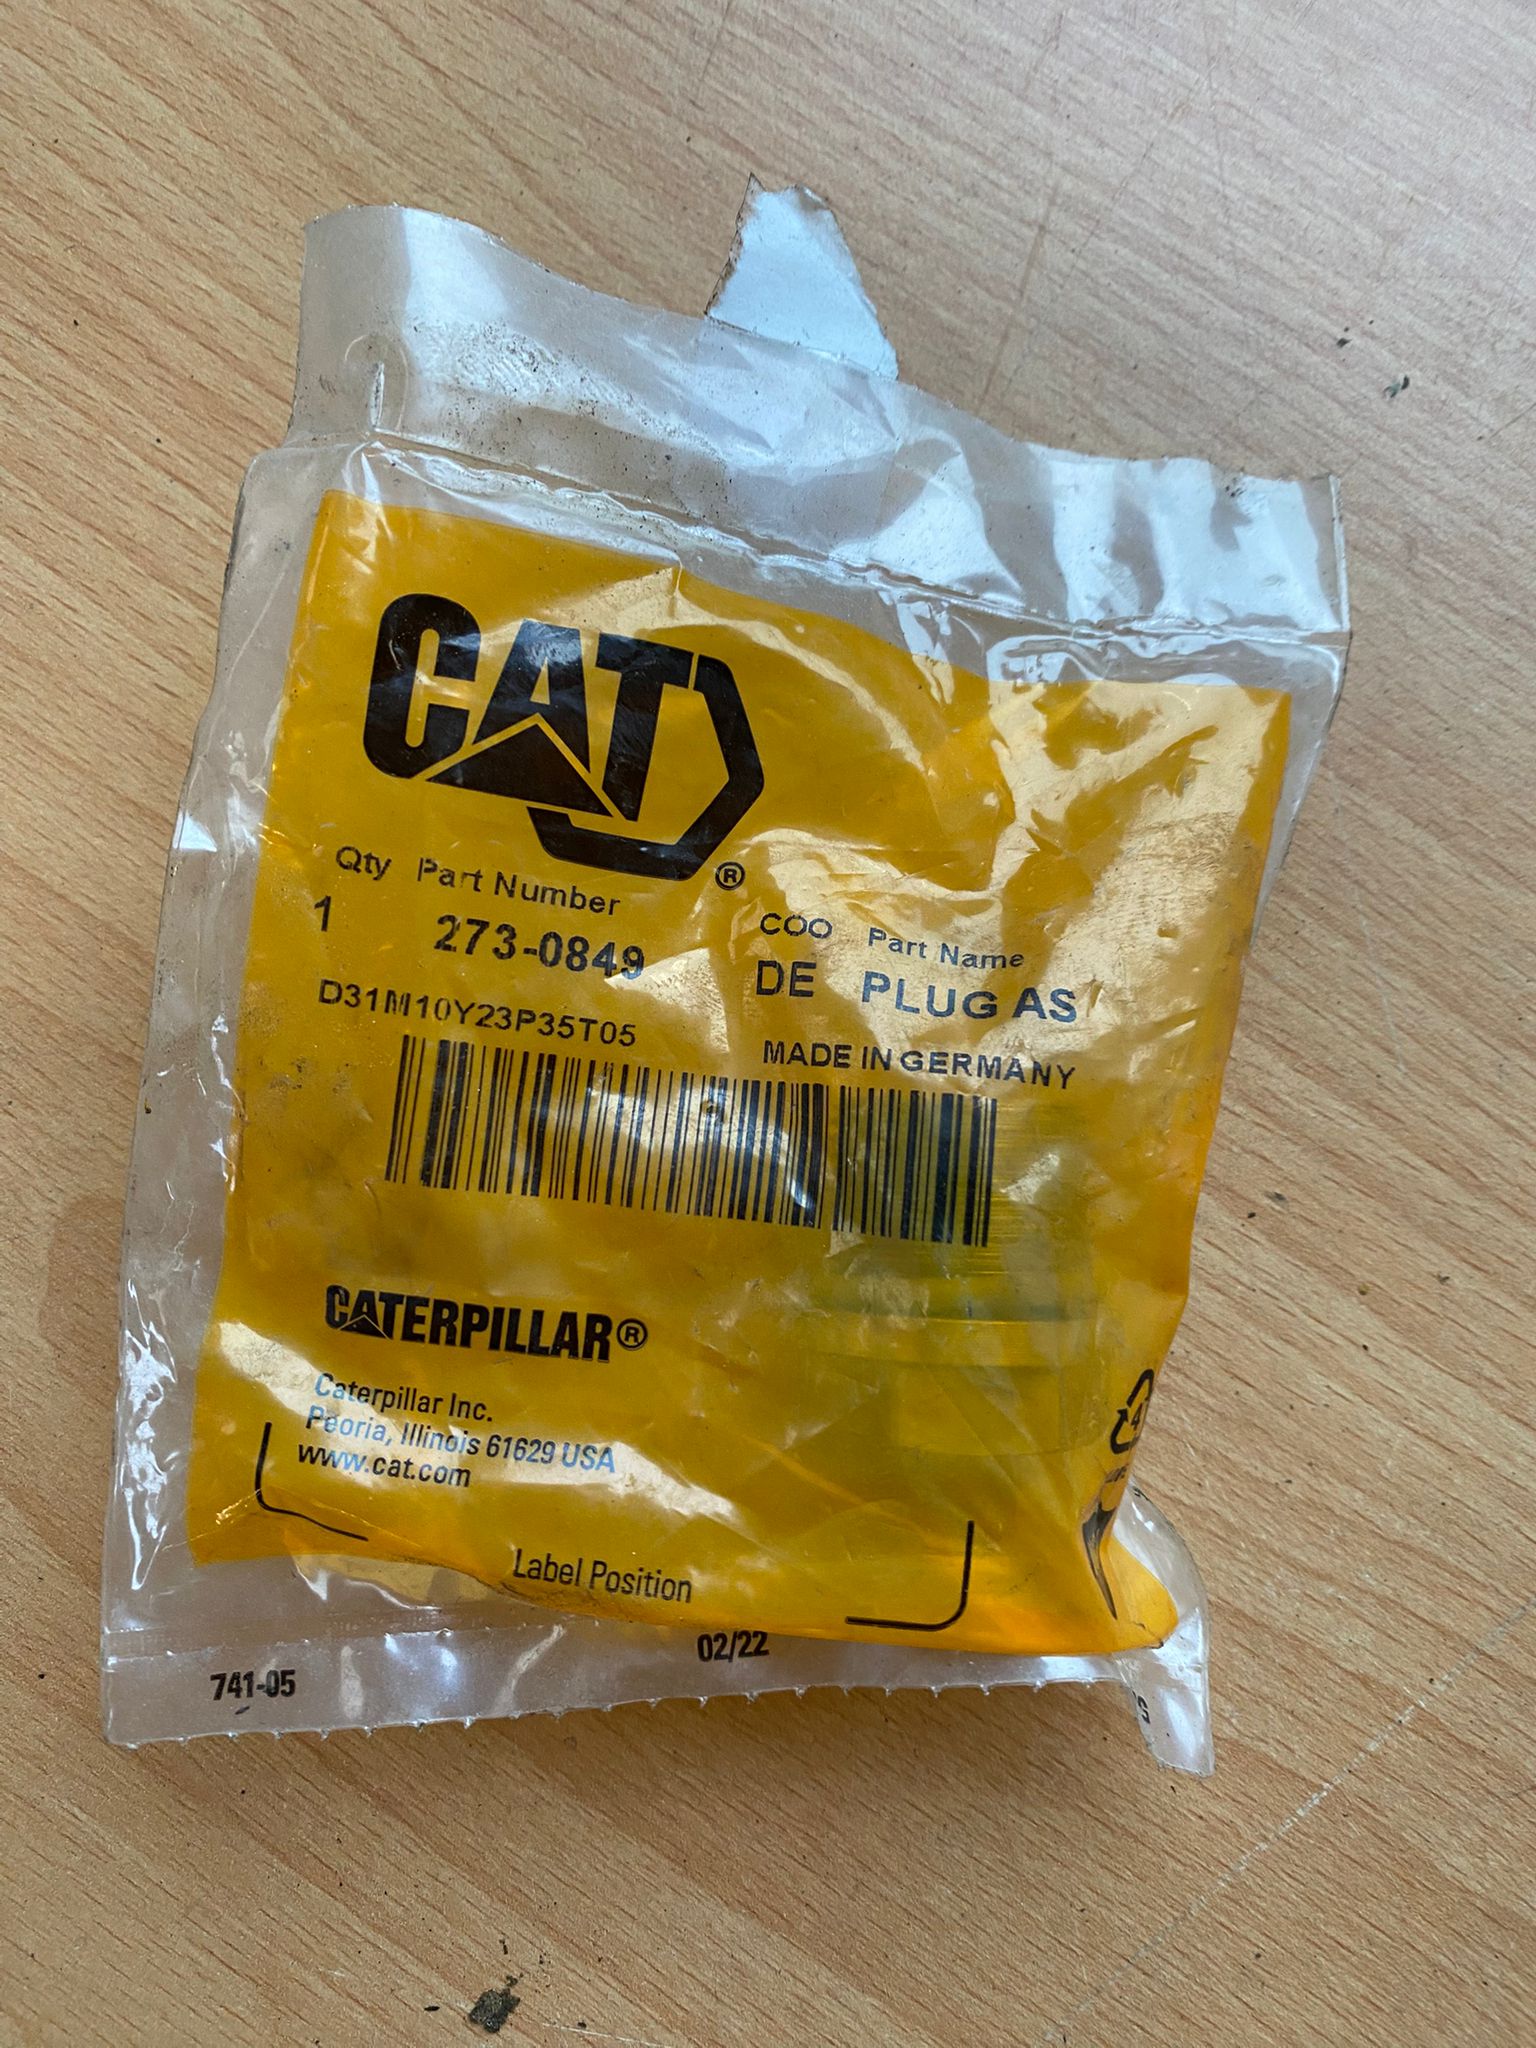 CAT®
Qty Part Number
1 273-0849
COO Part Name
DE PLUG AS
D31M10Y23P35T05
MADE IN GERMANY
CATERPILLAR®
Caterpillar Inc.
Peoria, Illinois 61629 USA
www.cat.com
4
Label Position
02/22
741-05